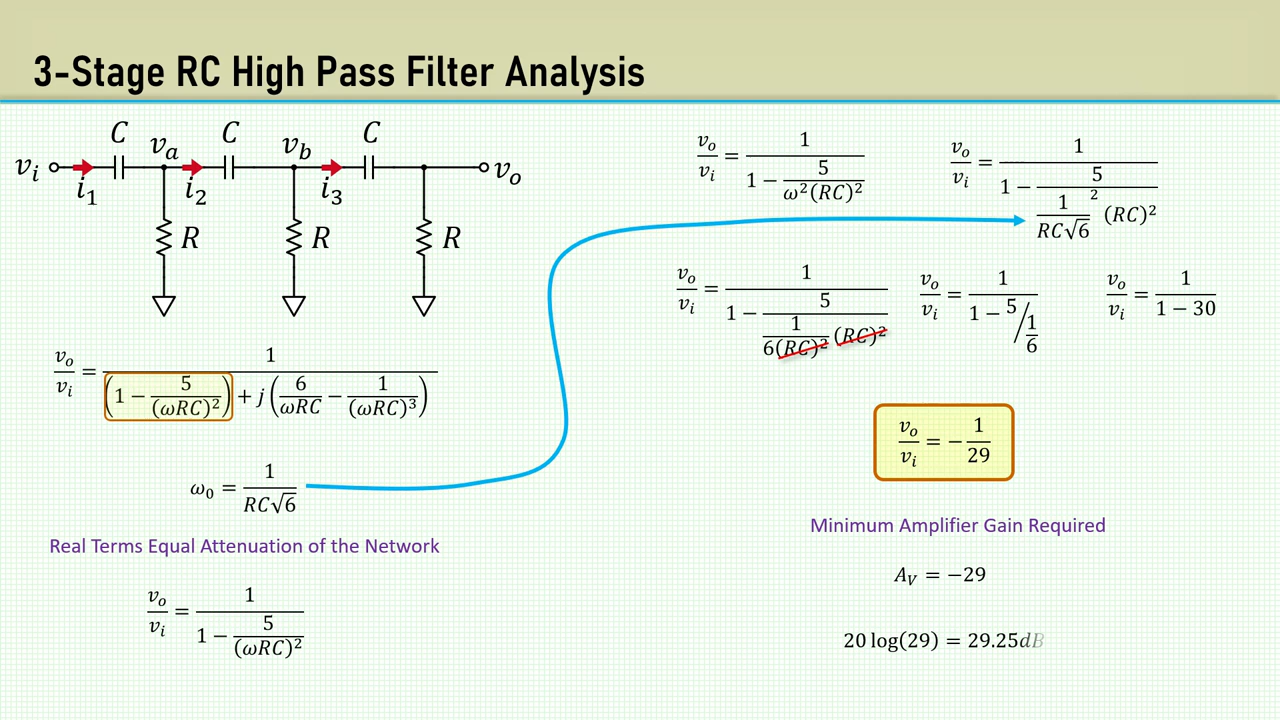 3-Stage RC High Pass Filter Analysis
C C C
v_i v_a v_b v_o
i_1 i_2 i_3
R R R
v_o/v_i = 1/((1 − 5/(ωRC)²) + j(6/ωRC − 1/(ωRC)³))
ω₀ = 1/(RC√6)
Real Terms Equal Attenuation of the Network
v_o/v_i = 1/(1 − 5/(ωRC)²)
v_o/v_i = 1/(1 − 5/(ω²(RC)²))
v_o/v_i = 1/(1 − 5/((1/(RC√6))² (RC)²))
v_o/v_i = 1/(1 − 5/((1/(6(RC)²)) (RC)²))
v_o/v_i = 1/(1 − 5/(1/6))
v_o/v_i = 1/(1 − 30)
v_o/v_i = −1/29
Minimum Amplifier Gain Required
A_V = −29
20 log(29) = 29.25dB